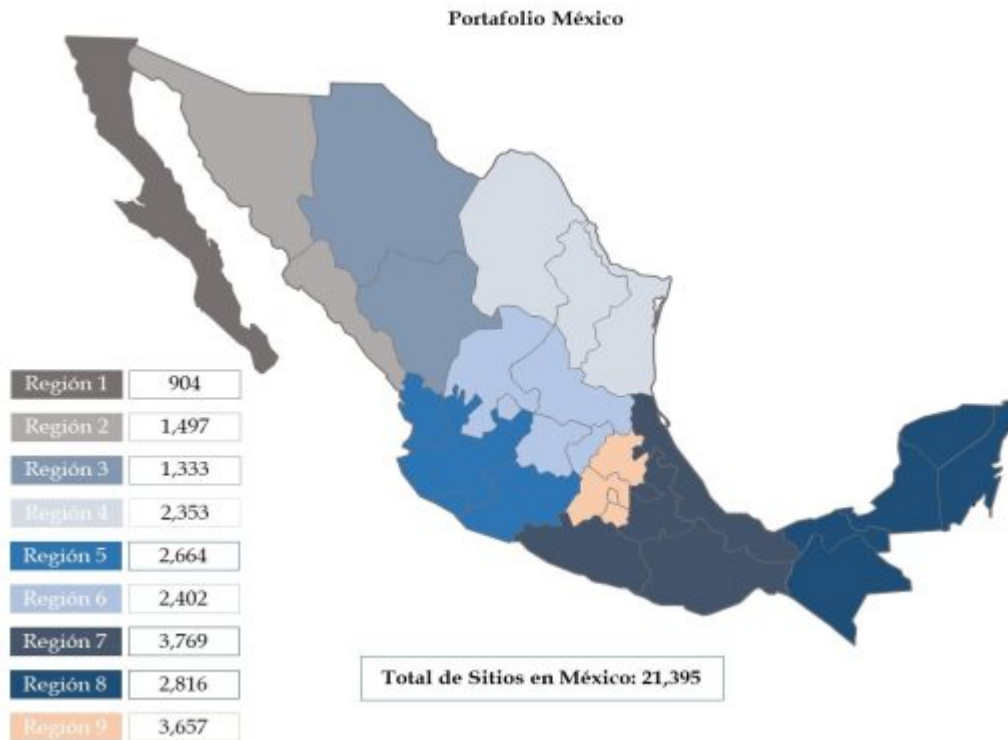 Portafolio México
Región 1 904
Región 2 1,497
Región 3 1,333
Región 4 2,353
Región 5 2,664
Región 6 2,402
Región 7 3,769
Región 8 2,816
Región 9 3,657
Total de Sitios en México: 21,395